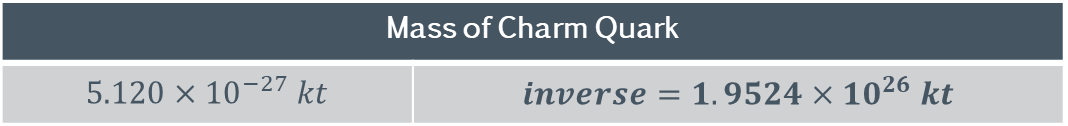 Mass of Charm Quark
5.120 × 10⁻²⁷ kt
inverse = 1.9524 × 10²⁶ kt